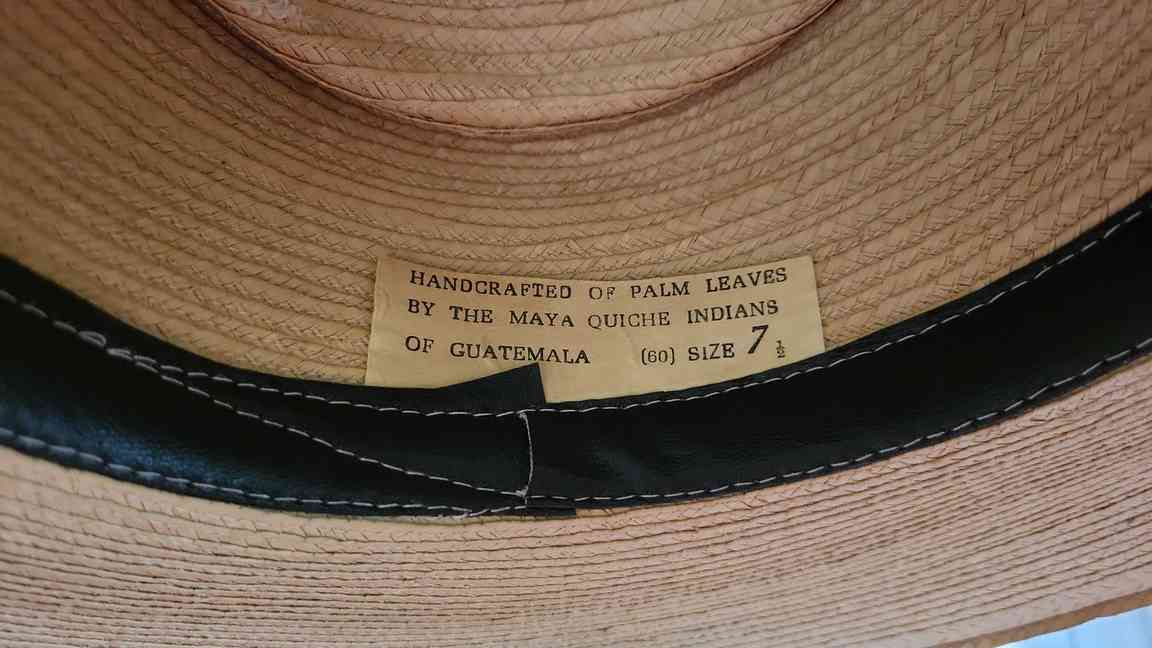 HANDCRAFTED OF PALM LEAVES
BY THE MAYA QUICHE INDIANS
OF GUATEMALA (60) SIZE 7 ½